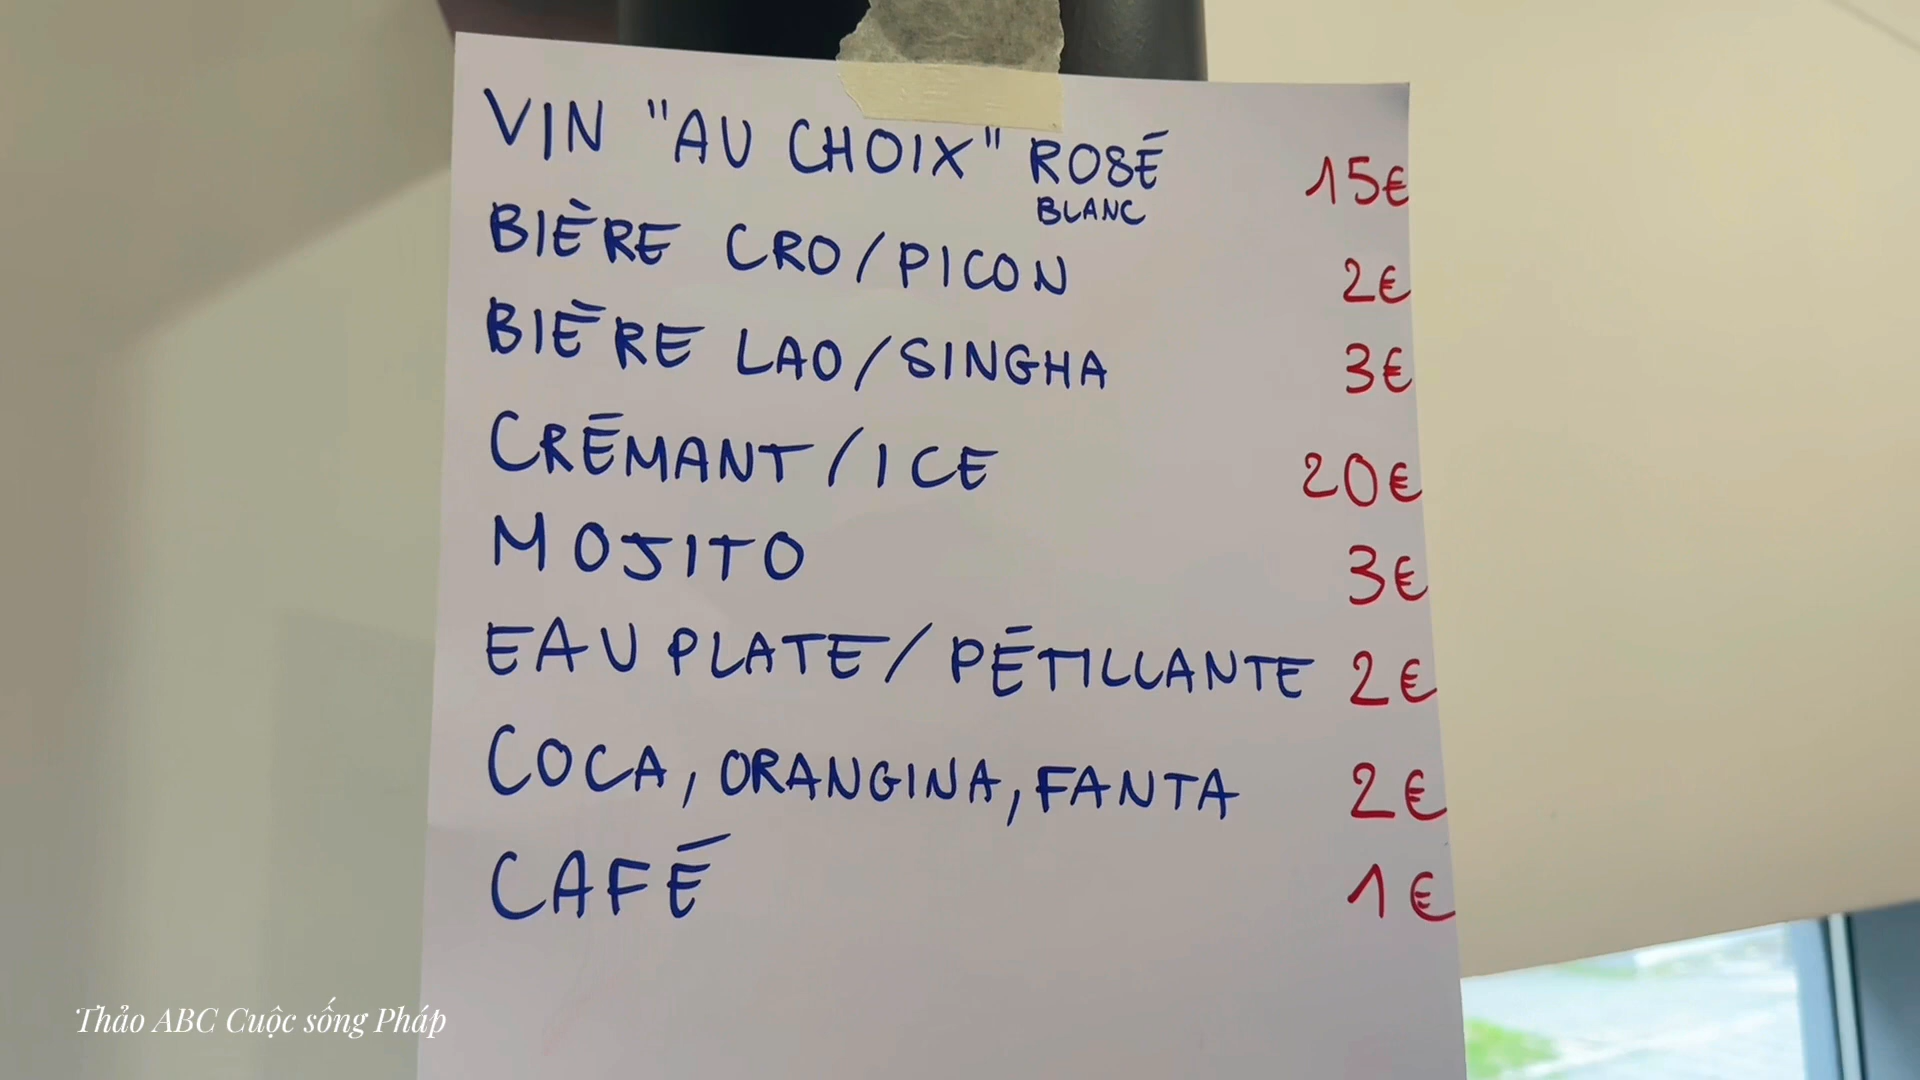 VIN "AU CHOIX" ROSÉ 15€
BLANC
BIÈRE CRO/PICON 2€
BIÈRE LAO/SINGHA 3€
CRÉMANT/ICE 20€
MOJITO 3€
EAU PLATE/PÉTILLANTE 2€
COCA, ORANGINA, FANTA 2€
CAFÉ 1€
Thảo ABC Cuộc sống Pháp